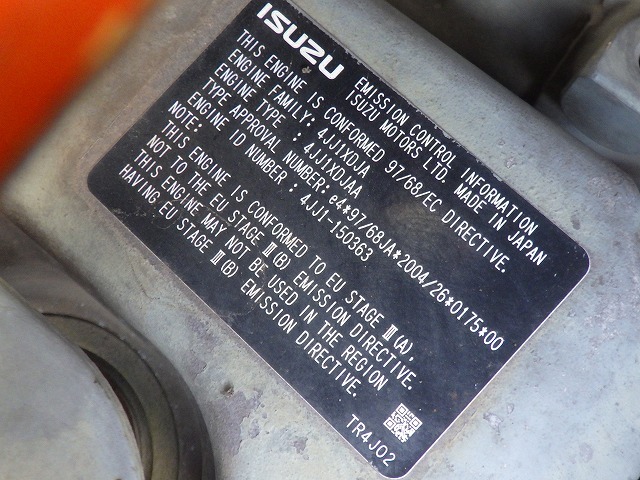 ISUZU
EMISSION CONTROL INFORMATION
ISUZU MOTORS LTD. MADE IN JAPAN
THIS ENGINE IS CONFORMED 97/68/EC DIRECTIVE.
ENGINE FAMILY: 4JJ1XDJA
ENGINE TYPE : 4JJ1XDJAA
TYPE APPROVAL NUMBER:e4*97/68JA*2004/26*0175*00
ENGINE ID NUMBER : 4JJ1-150363
NOTE:
THIS ENGINE IS CONFORMED TO EU STAGE Ⅲ(A),
NOT TO THE EU STAGE Ⅲ(B) EMISSION DIRECTIVE.
THIS ENGINE MAY NOT BE USED IN THE REGION
HAVING EU STAGE Ⅲ(B) EMISSION DIRECTIVE.
TR4J02